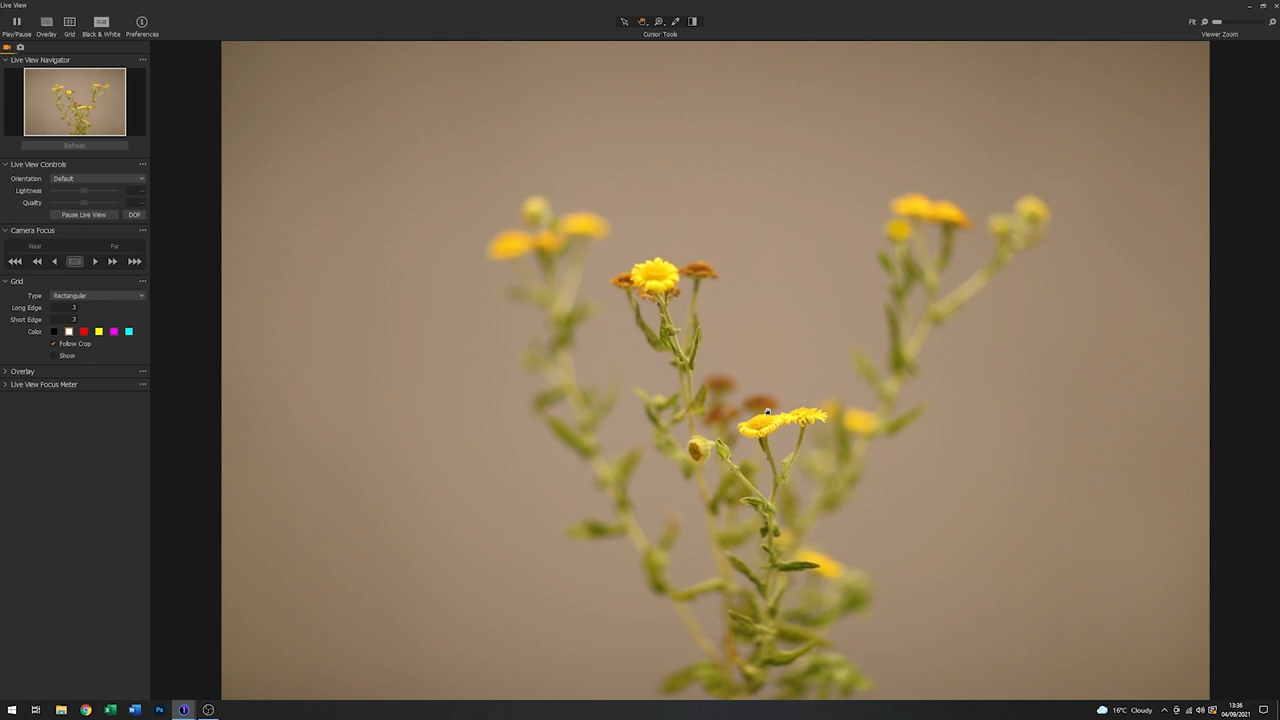 Live View
Play/Pause Overlay Grid Black & White Preferences
Cursor Tools
Fit
Viewer Zoom
Live View Navigator
Refresh
Live View Controls
Orientation Default
Lightness
Quality
Pause Live View DOF
Camera Focus
Near Far
AF
Grid
Type Rectangular
Long Edge 3
Short Edge 3
Color
Follow Crop
Show
Overlay
Live View Focus Meter
16°C Cloudy
13:36
04/09/2021